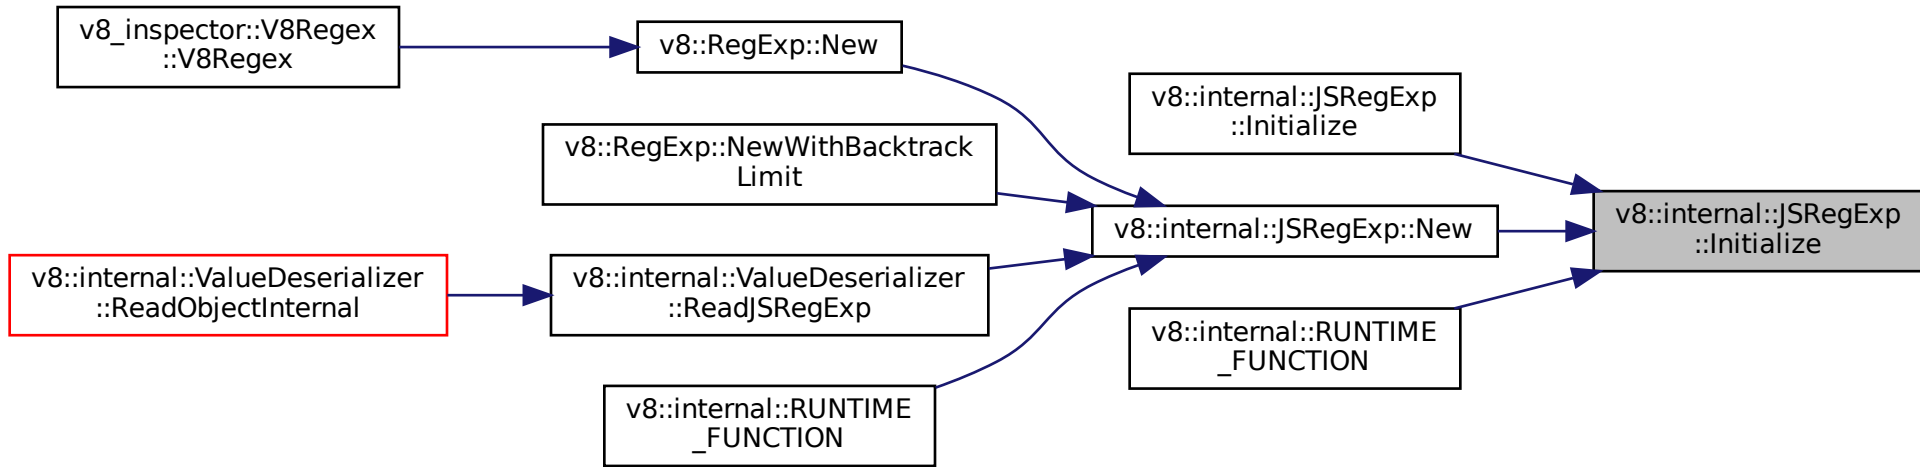 v8_inspector::V8Regex
::V8Regex
v8::RegExp::New
v8::internal::JSRegExp
::Initialize
v8::RegExp::NewWithBacktrack
Limit
v8::internal::JSRegExp::New
v8::internal::JSRegExp
::Initialize
v8::internal::ValueDeserializer
::ReadObjectInternal
v8::internal::ValueDeserializer
::ReadJSRegExp
v8::internal::RUNTIME
_FUNCTION
v8::internal::RUNTIME
_FUNCTION